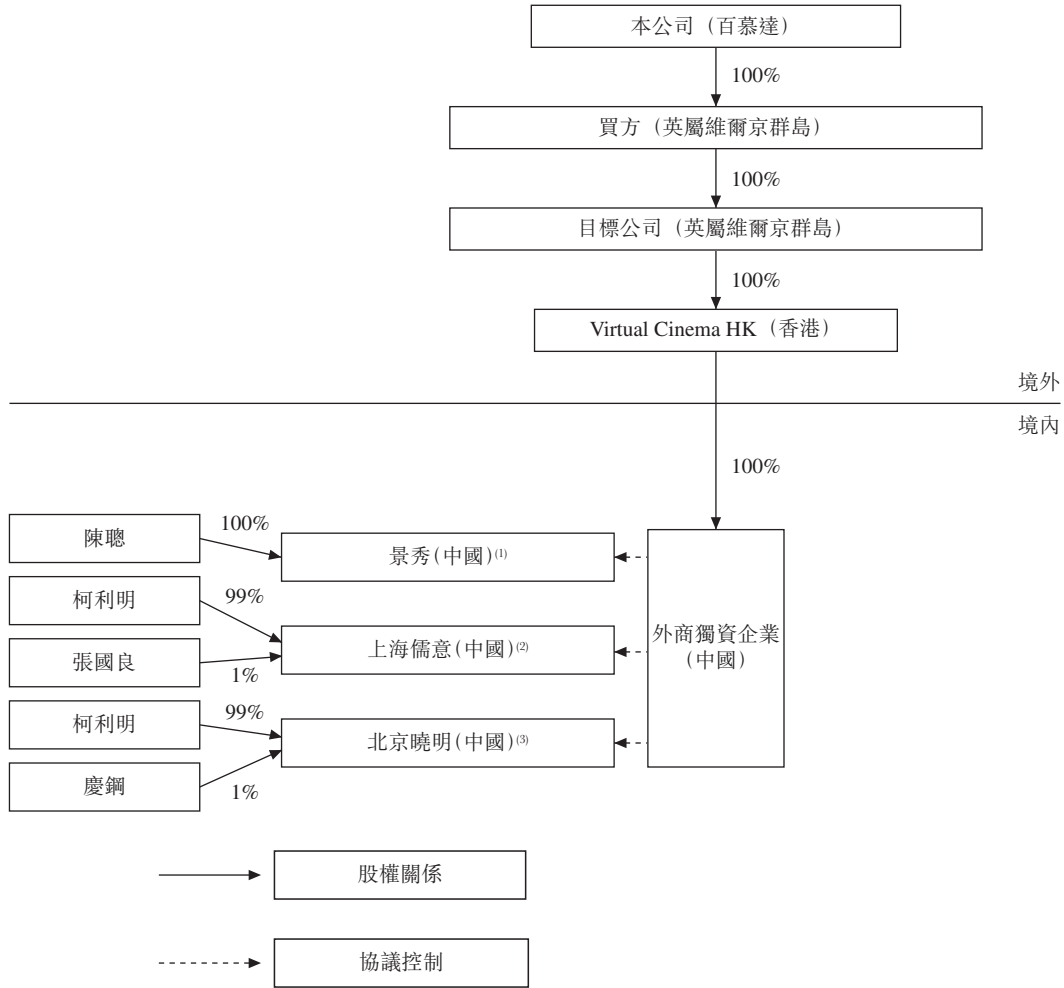 本公司（百慕達）
100%
買方（英屬維爾京群島）
100%
目標公司（英屬維爾京群島）
100%
Virtual Cinema HK（香港）
境外
境內
100%
陳聰
100%
景秀(中國)(1)
柯利明
99%
上海儒意(中國)(2)
外商獨資企業
（中國）
張國良
1%
柯利明
99%
北京曉明(中國)(3)
慶鋼
1%
股權關係
協議控制